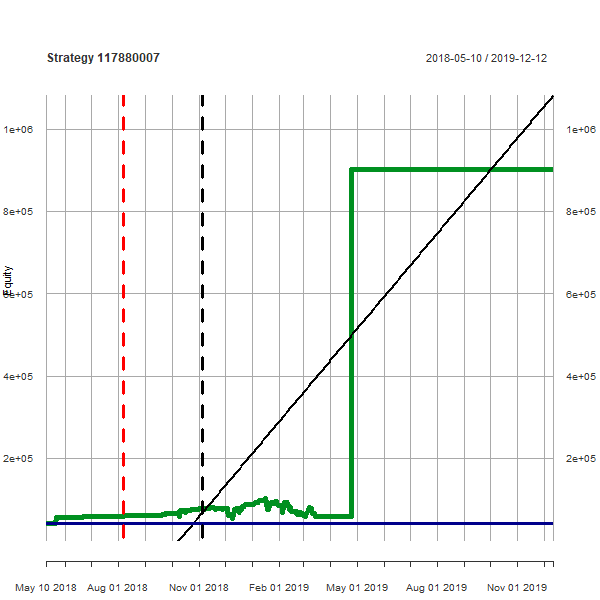 Strategy 117880007
2018-05-10 / 2019-12-12
Equity
1e+06
1e+06
8e+05
8e+05
6e+05
6e+05
4e+05
4e+05
2e+05
2e+05
May 10 2018
Aug 01 2018
Nov 01 2018
Feb 01 2019
May 01 2019
Aug 01 2019
Nov 01 2019